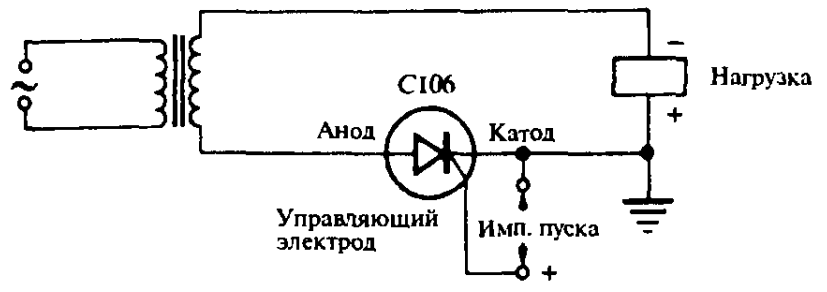 C106
Нагрузка
Анод
Катод
Управляющий
электрод
Имп. пуска
−
+
+
~